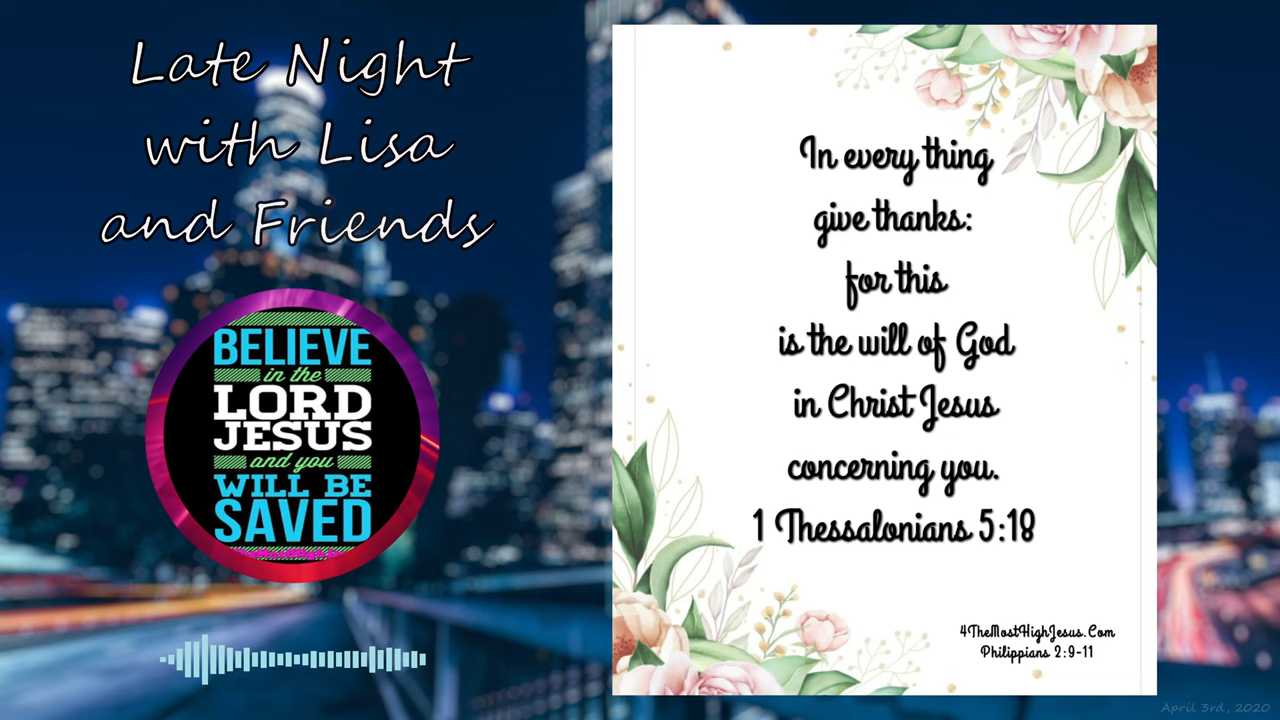 Late Night
with Lisa
and Friends
BELIEVE
in the
LORD
JESUS
and you
WILL BE
SAVED
In every thing
give thanks:
for this
is the will of God
in Christ Jesus
concerning you.
1 Thessalonians 5:18
4TheMostHighJesus.Com
Philippians 2:9-11
April 3rd, 2020